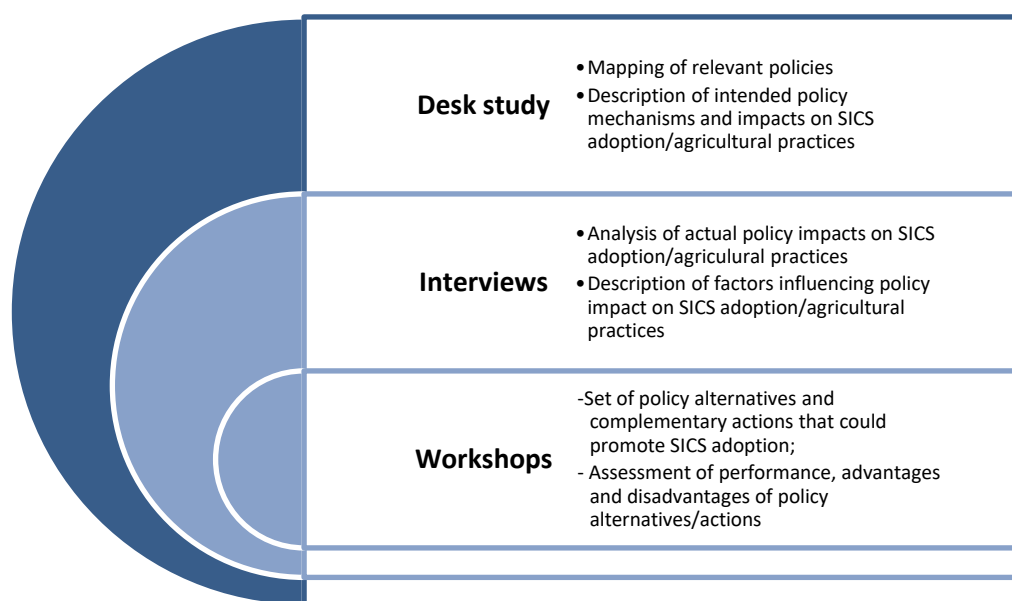 Desk study
•Mapping of relevant policies
•Description of intended policy
mechanisms and impacts on SICS
adoption/agricultural practices
Interviews
•Analysis of actual policy impacts on SICS
adoption/agriculural practices
•Description of factors influencing policy
impact on SICS adoption/agricultural
practices
Workshops
-Set of policy alternatives and
complementary actions that could
promote SICS adoption;
- Assessment of performance, advantages
and disadvantages of policy
alternatives/actions